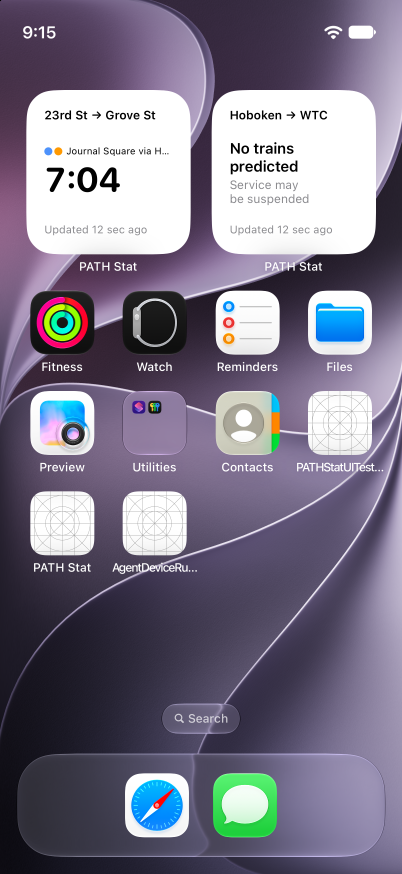 9:15
23rd St → Grove St
Journal Square via H...
7:04
Updated 12 sec ago
PATH Stat
Hoboken → WTC
No trains
predicted
Service may
be suspended
Updated 12 sec ago
PATH Stat
Fitness
Watch
Reminders
Files
Preview
Utilities
Contacts
PATHStatUITest...
PATH Stat
AgentDeviceRu...
Search